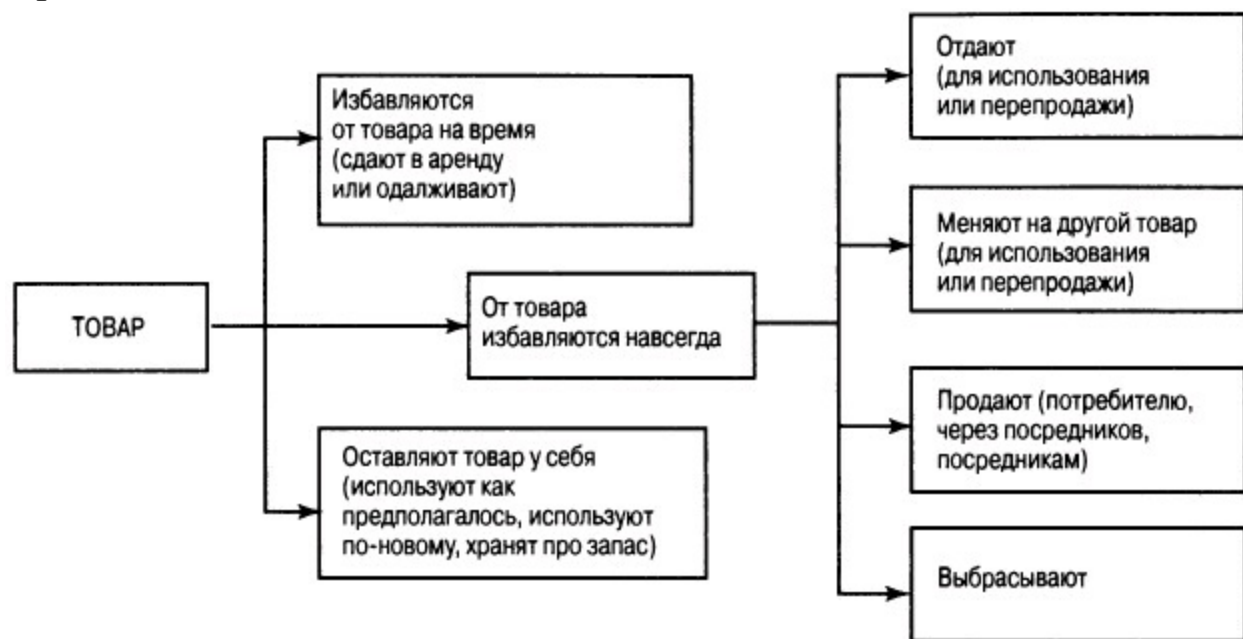 ТОВАР
Избавляются
от товара на время
(сдают в аренду
или одалживают)
От товара
избавляются навсегда
Оставляют товар у себя
(используют как
предполагалось, используют
по-новому, хранят про запас)
Отдают
(для использования
или перепродажи)
Меняют на другой товар
(для использования
или перепродажи)
Продают (потребителю,
через посредников,
посредникам)
Выбрасывают